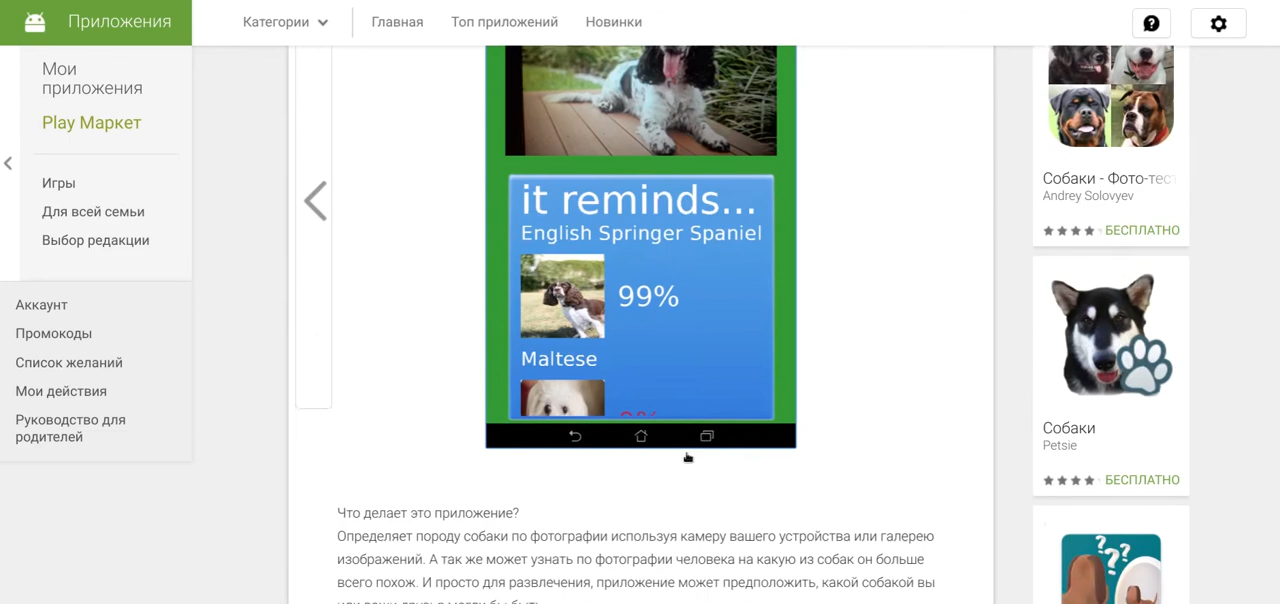 Приложения
Категории
Главная
Топ приложений
Новинки
Мои
приложения
Play Маркет
Игры
Для всей семьи
Выбор редакции
Аккаунт
Промокоды
Список желаний
Мои действия
Руководство для
родителей
it reminds...
English Springer Spaniel
99%
Maltese
Что делает это приложение?
Определяет породу собаки по фотографии используя камеру вашего устройства или галерею
изображений. А так же может узнать по фотографии человека на какую из собак он больше
всего похож. И просто для развлечения, приложение может предположить, какой собакой вы
Собаки - Фото-тест
Andrey Solovyev
БЕСПЛАТНО
Собаки
Petsie
БЕСПЛАТНО
???